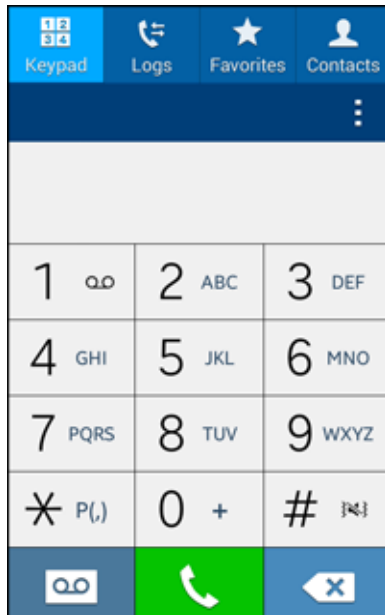 Keypad Logs Favorites Contacts
1 2 ABC 3 DEF
4 GHI 5 JKL 6 MNO
7 PQRS 8 TUV 9 WXYZ
* P(,) 0 + #